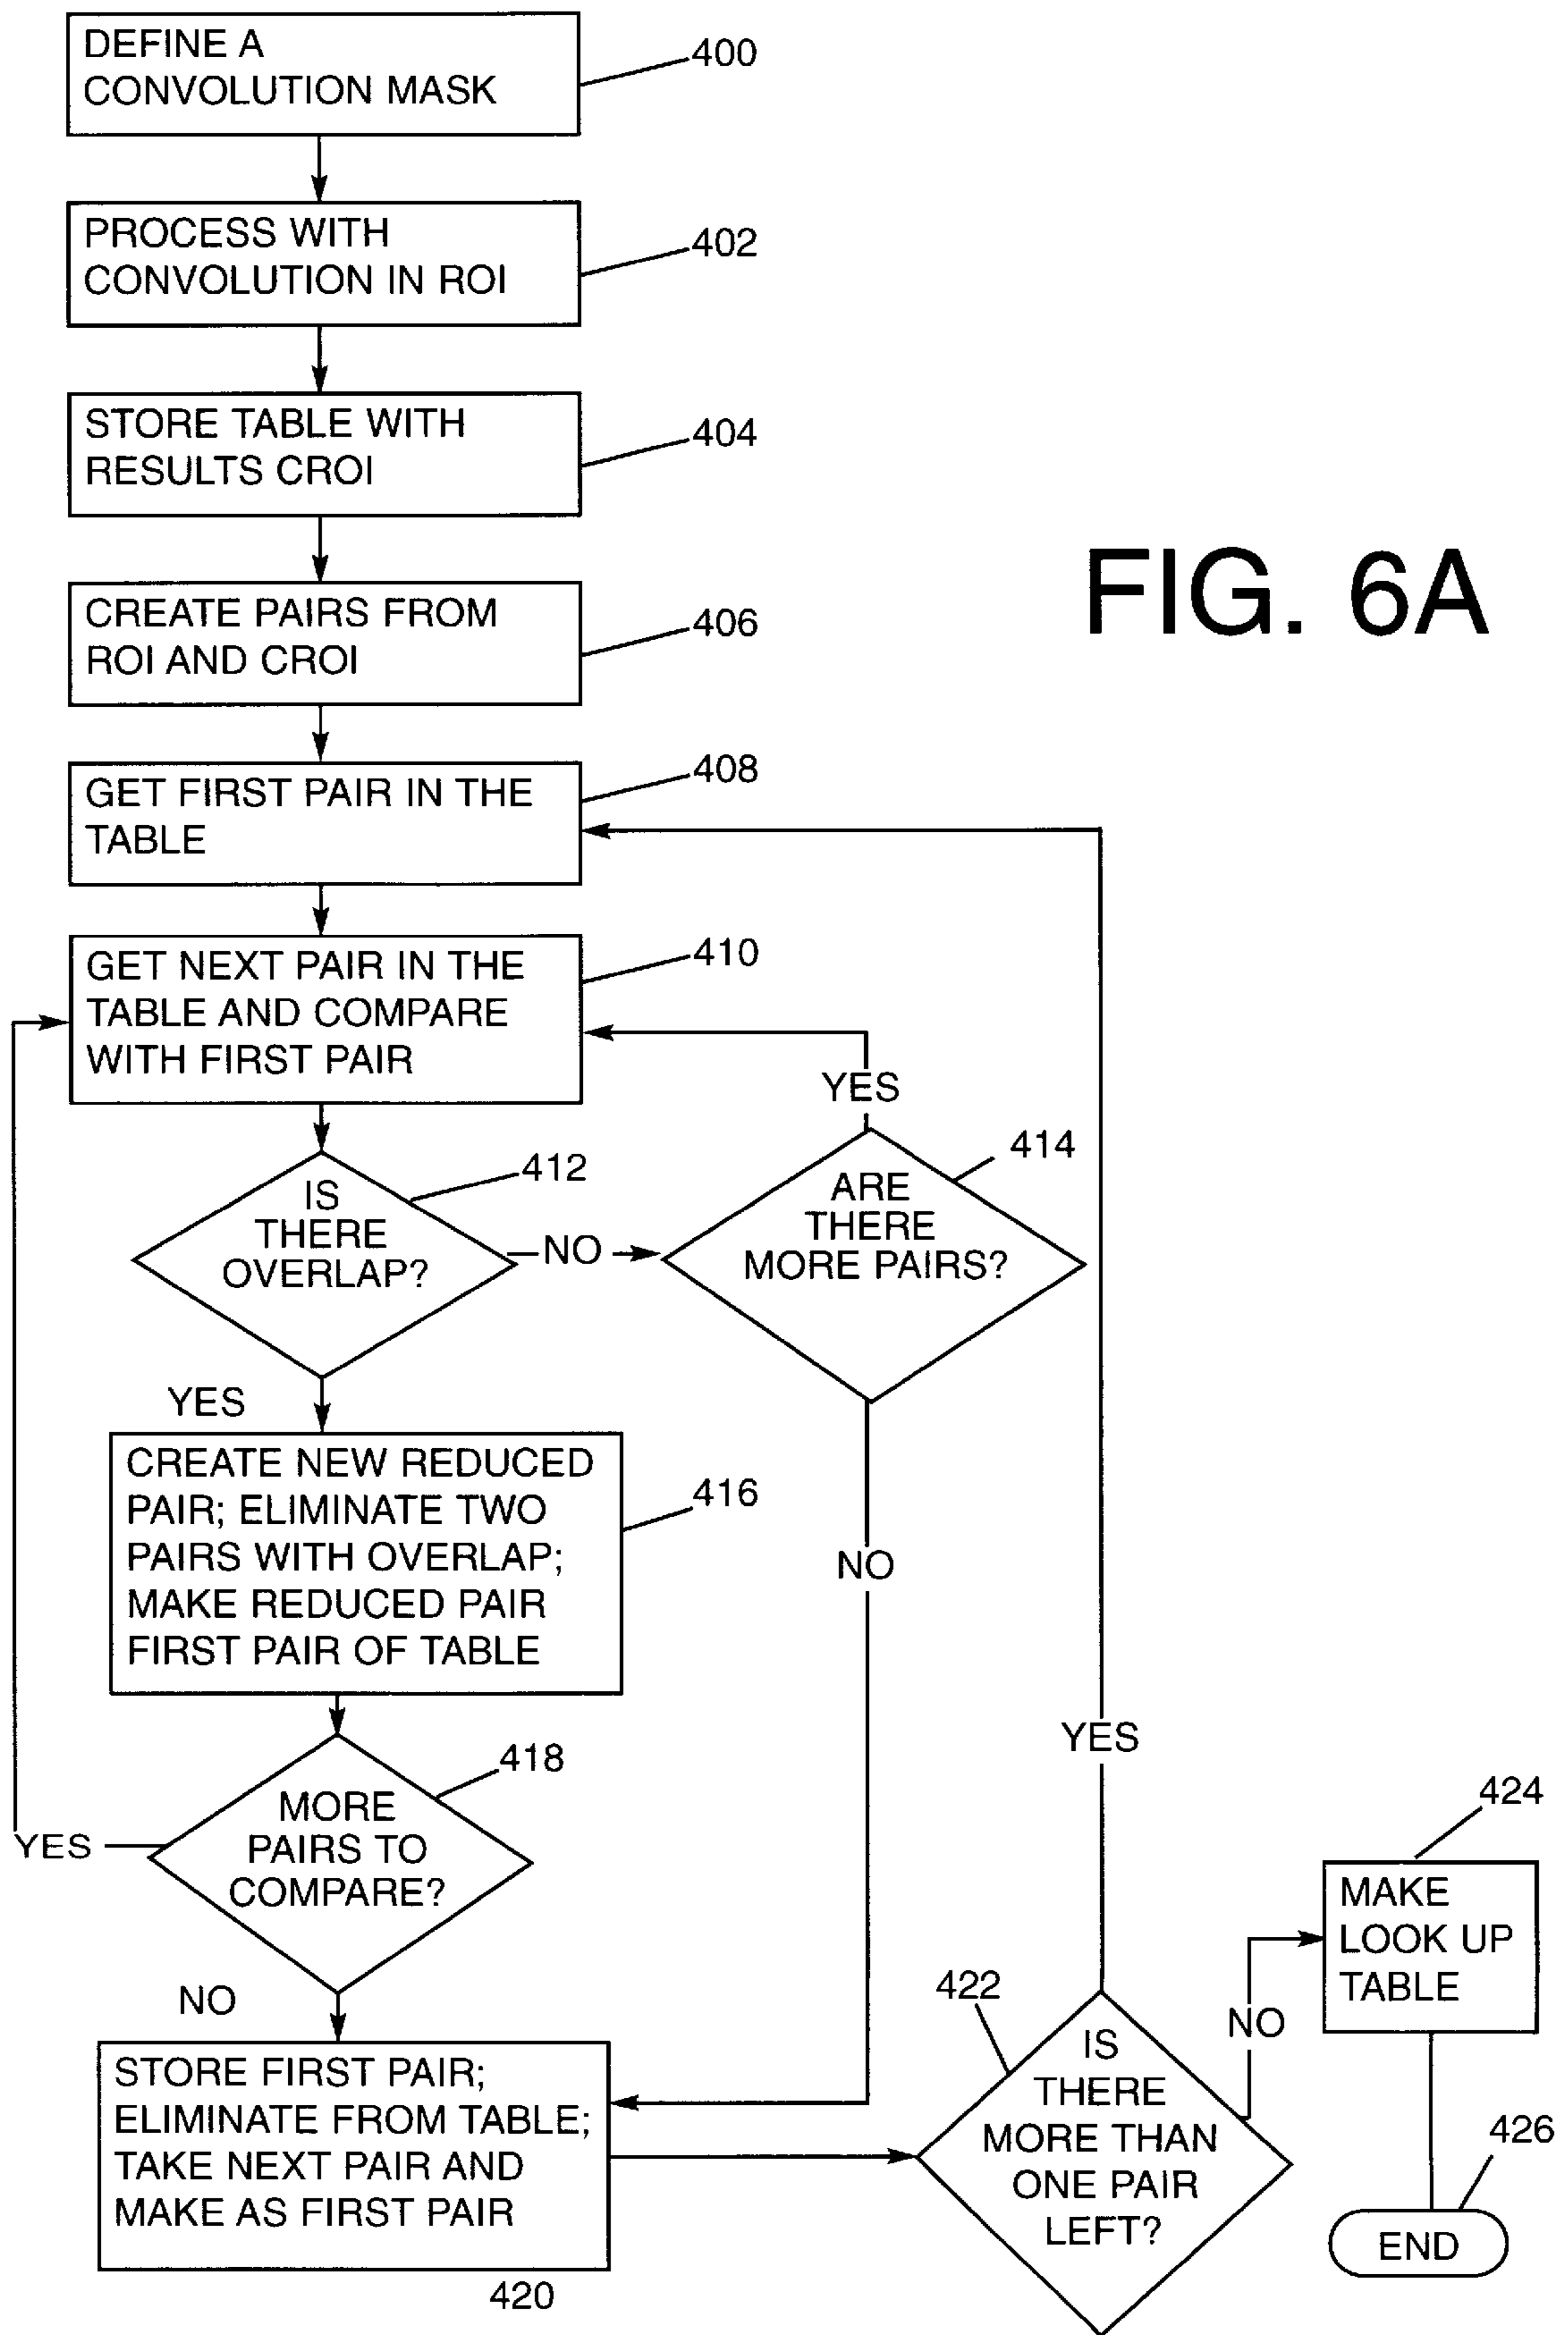 DEFINE A
CONVOLUTION MASK
400
PROCESS WITH
CONVOLUTION IN ROI
402
STORE TABLE WITH
RESULTS CROI
404
FIG. 6A
CREATE PAIRS FROM
ROI AND CROI
406
GET FIRST PAIR IN THE
TABLE
408
GET NEXT PAIR IN THE
TABLE AND COMPARE
WITH FIRST PAIR
410
YES
IS
THERE
OVERLAP?
412
NO
ARE
THERE
MORE PAIRS?
414
YES
CREATE NEW REDUCED
PAIR; ELIMINATE TWO
PAIRS WITH OVERLAP;
MAKE REDUCED PAIR
FIRST PAIR OF TABLE
416
NO
YES
MORE
PAIRS TO
COMPARE?
418
YES
NO
STORE FIRST PAIR;
ELIMINATE FROM TABLE;
TAKE NEXT PAIR AND
MAKE AS FIRST PAIR
420
422
IS
THERE
MORE THAN
ONE PAIR
LEFT?
NO
424
MAKE
LOOK UP
TABLE
426
END